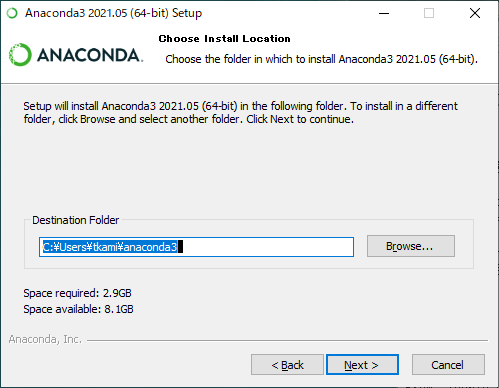 Anaconda3 2021.05 (64-bit) Setup
Choose Install Location
Choose the folder in which to install Anaconda3 2021.05 (64-bit).
ANACONDA.
Setup will install Anaconda3 2021.05 (64-bit) in the following folder. To install in a different
folder, click Browse and select another folder. Click Next to continue.
Destination Folder
C:¥Users¥tkami¥anaconda3
Browse...
Space required: 2.9GB
Space available: 8.1GB
Anaconda, Inc.
< Back
Next >
Cancel